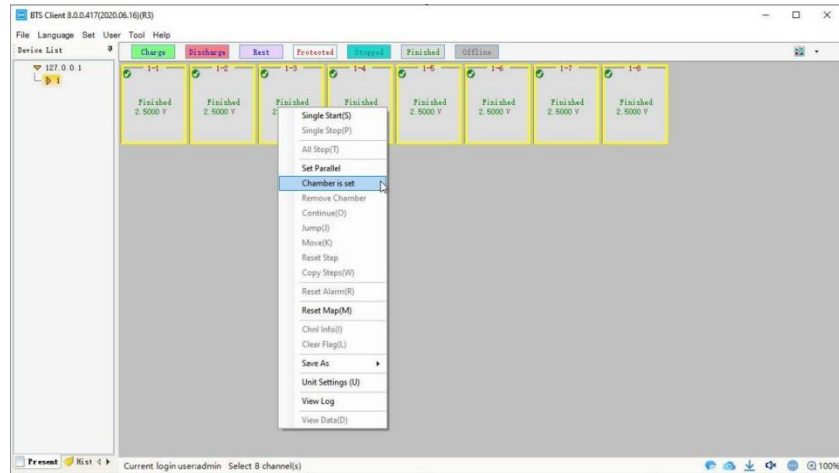 BTS Client 8.0.0.417(2020.06.16)(R3)
File Language Set User Tool Help
Device List
Charge Discharge Rest Protected Stopped Finished Offline
127.0.0.1
1
1-1 1-2 1-3 1-4 1-5 1-6 1-7 1-8
Finished Finished Finished Finished Finished Finished Finished Finished
2.5000 V 2.5000 V 2 2.5000 V 2.5000 V 2.5000 V 2.5000 V
Single Start(S)
Single Stop(P)
All Stop(T)
Set Parallel
Chamber is set
Remove Chamber
Continue(O)
Jump(J)
Move(K)
Reset Step
Copy Steps(W)
Reset Alarm(R)
Reset Map(M)
Chnl Info(I)
Clear Flag(L)
Save As
Unit Settings (U)
View Log
View Data(D)
Present Hist
Current login user:admin Select 8 channel(s)
100%